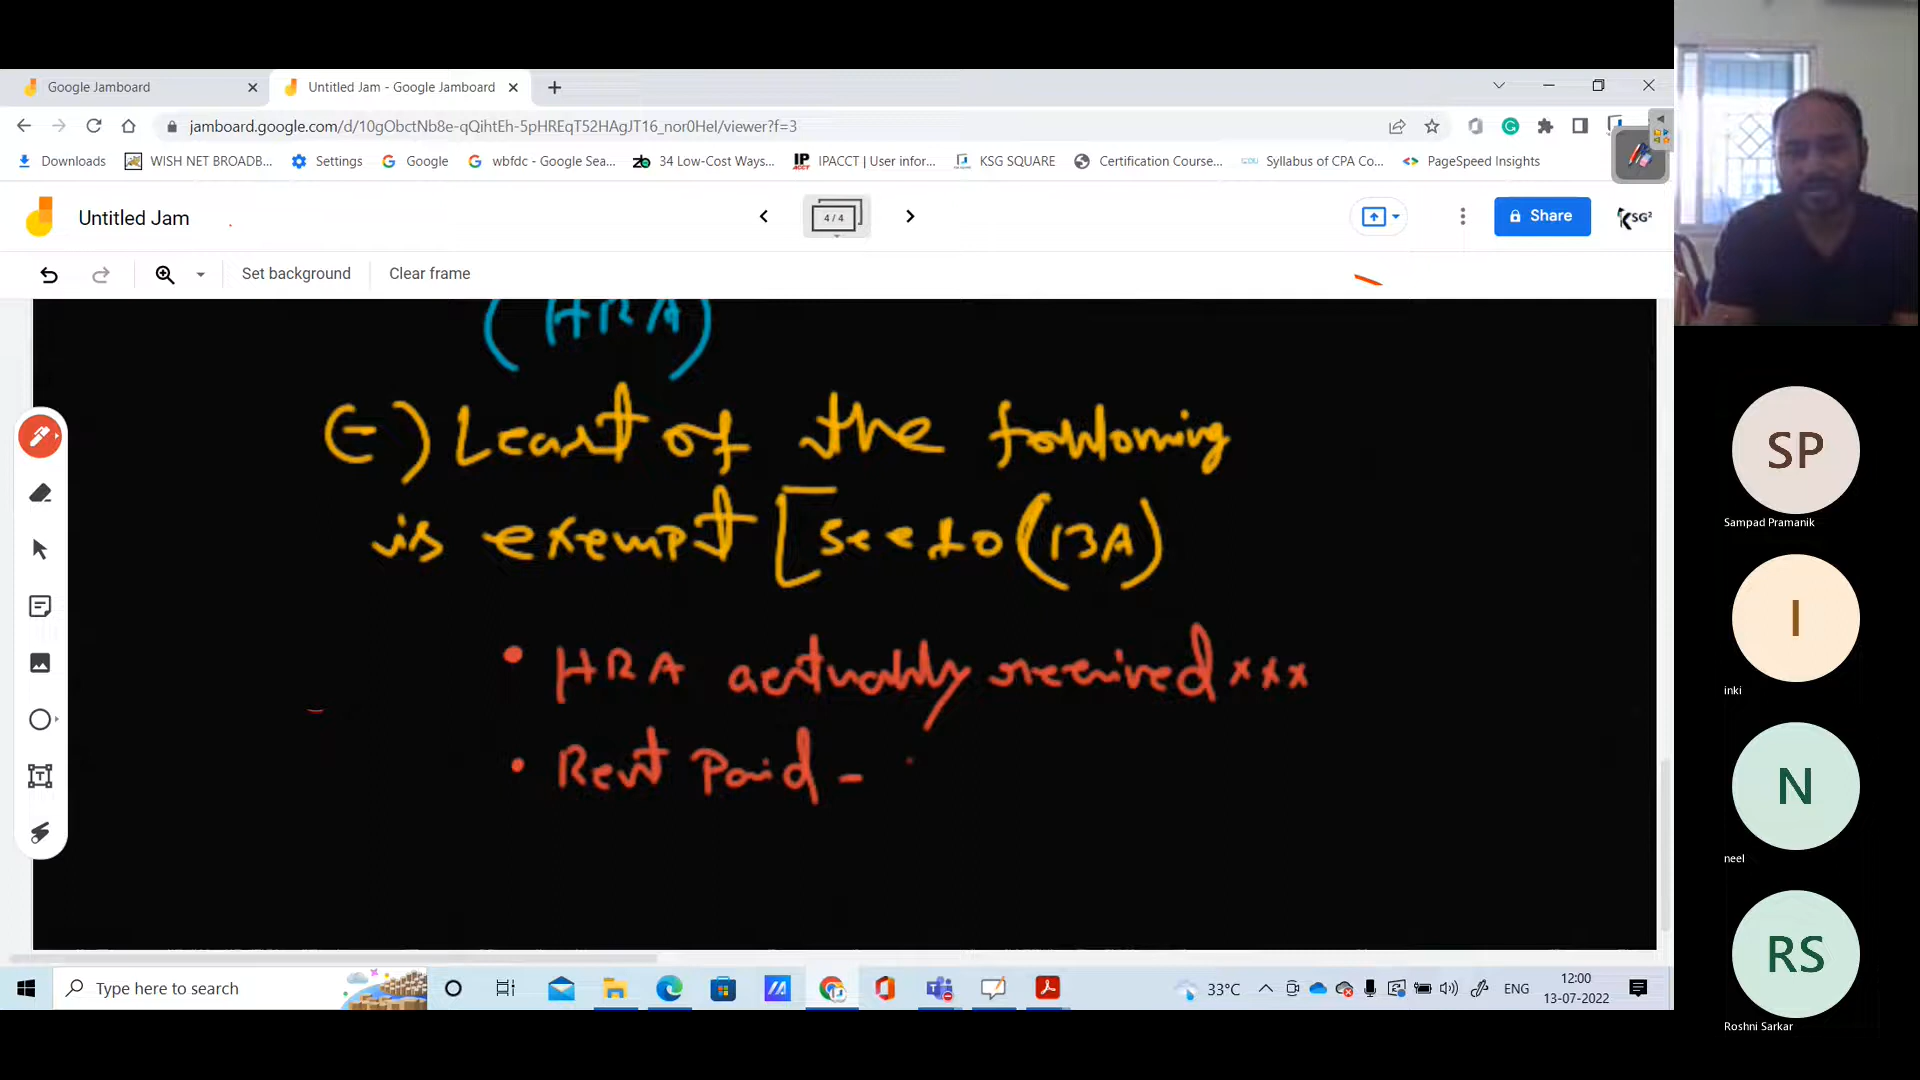 Google Jamboard
Untitled Jam - Google Jamboard
jamboard.google.com/d/10gObctNb8e-qQihtEh-5pHREqT52HAgJT16_nor0HeI/viewer?f=3
Downloads WISH NET BROADB... Settings Google wbfdc - Google Sea... 34 Low-Cost Ways... IPACCT | User infor... KSG SQUARE Certification Course... Syllabus of CPA Co... PageSpeed Insights
Untitled Jam
4 / 4
Share
KSG²
Set background Clear frame
(HRA)
(-) Least of the following
is exempt [Sec 10 (13A)
• HRA actually received xxx
• Rent Paid -
Type here to search
33°C
ENG
12:00
13-07-2022
SP
Sampad Pramanik
I
inki
N
neel
RS
Roshni Sarkar